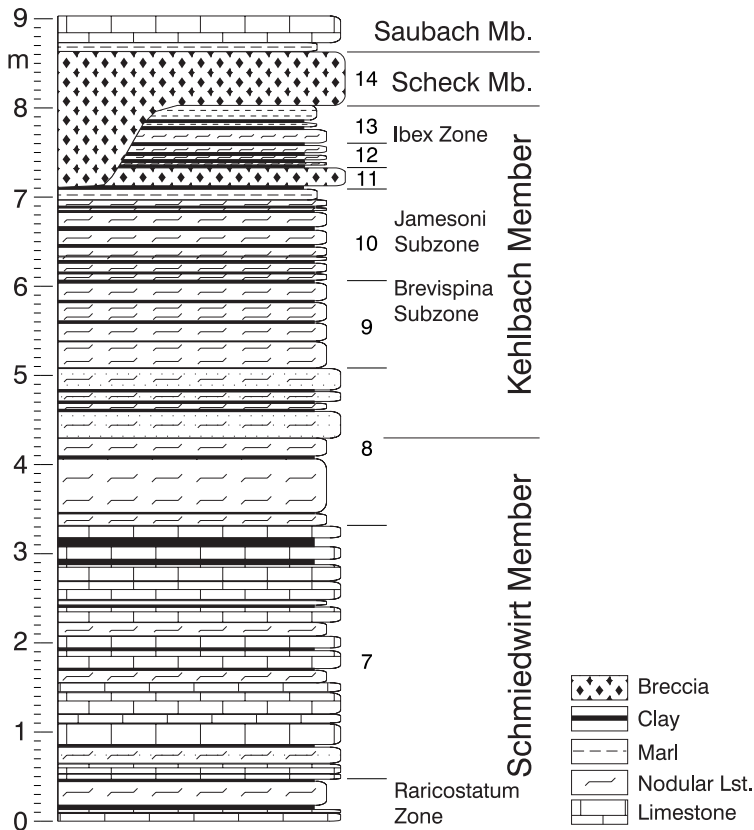 9
m
8
7
6
5
4
3
2
1
0
14
13
12
11
10
9
8
7
Saubach Mb.
Scheck Mb.
Ibex Zone
Jamesoni
Subzone
Brevispina
Subzone
Raricostatum
Zone
Kehlbach Member
Schmiedwirt Member
Breccia
Clay
Marl
Nodular Lst.
Limestone